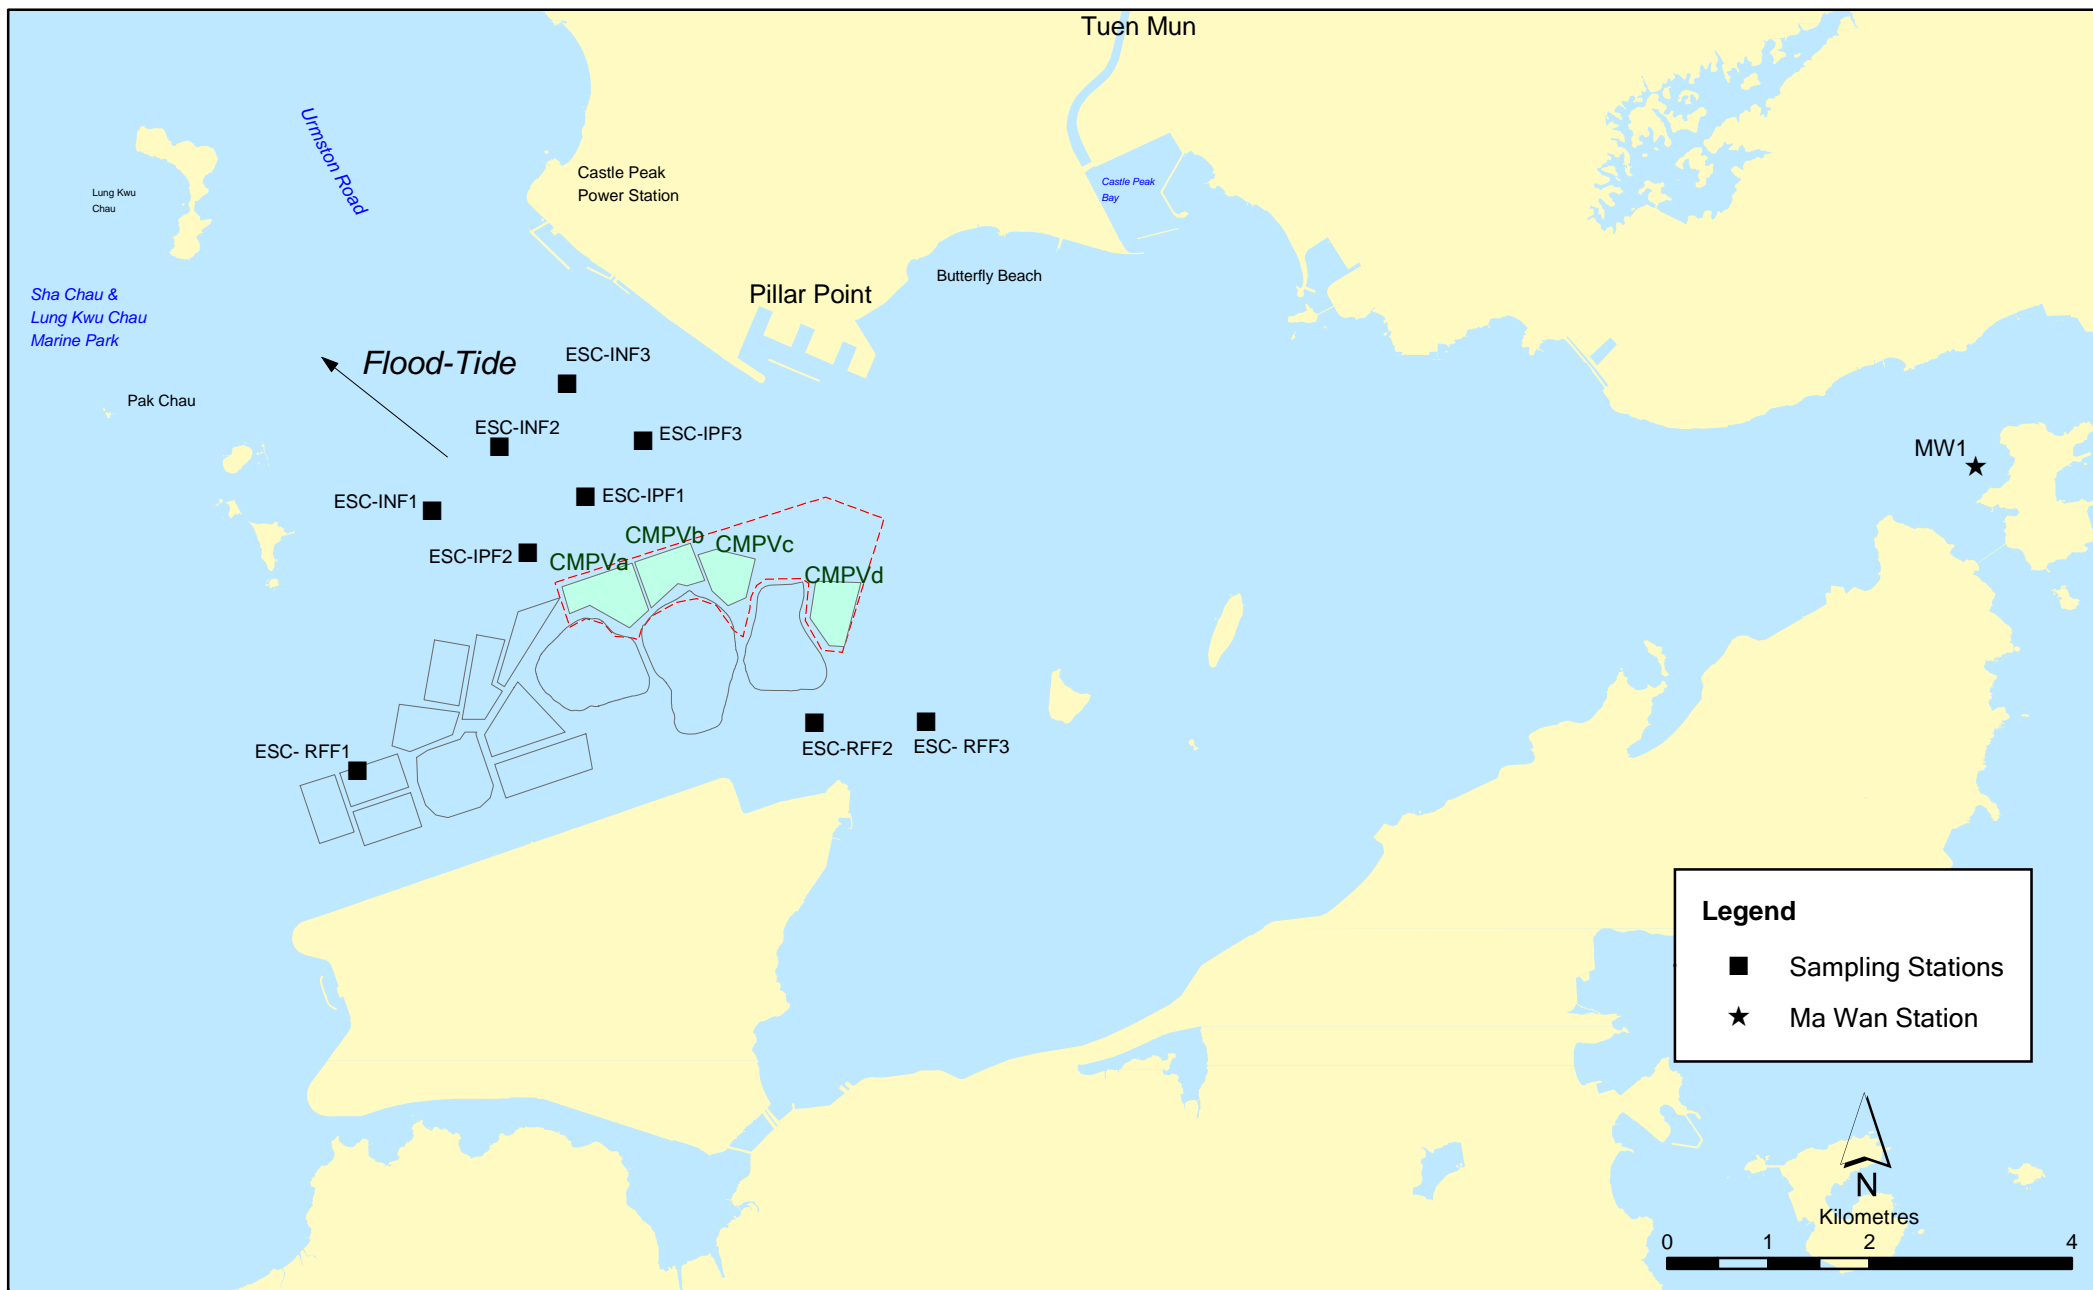 Tuen Mun
Urmston Road
Castle Peak
Power Station
Castle Peak
Bay
Lung Kwu
Chau
Butterfly Beach
Sha Chau &
Lung Kwu Chau
Marine Park
Pillar Point
Flood-Tide
ESC-INF3
Pak Chau
ESC-INF2
ESC-IPF3
MW1
ESC-INF1
ESC-IPF1
CMPVb
CMPVc
ESC-IPF2
CMPVa
CMPVd
ESC- RFF1
ESC-RFF2
ESC- RFF3
Legend
Sampling Stations
Ma Wan Station
N
Kilometres
0 1 2 4